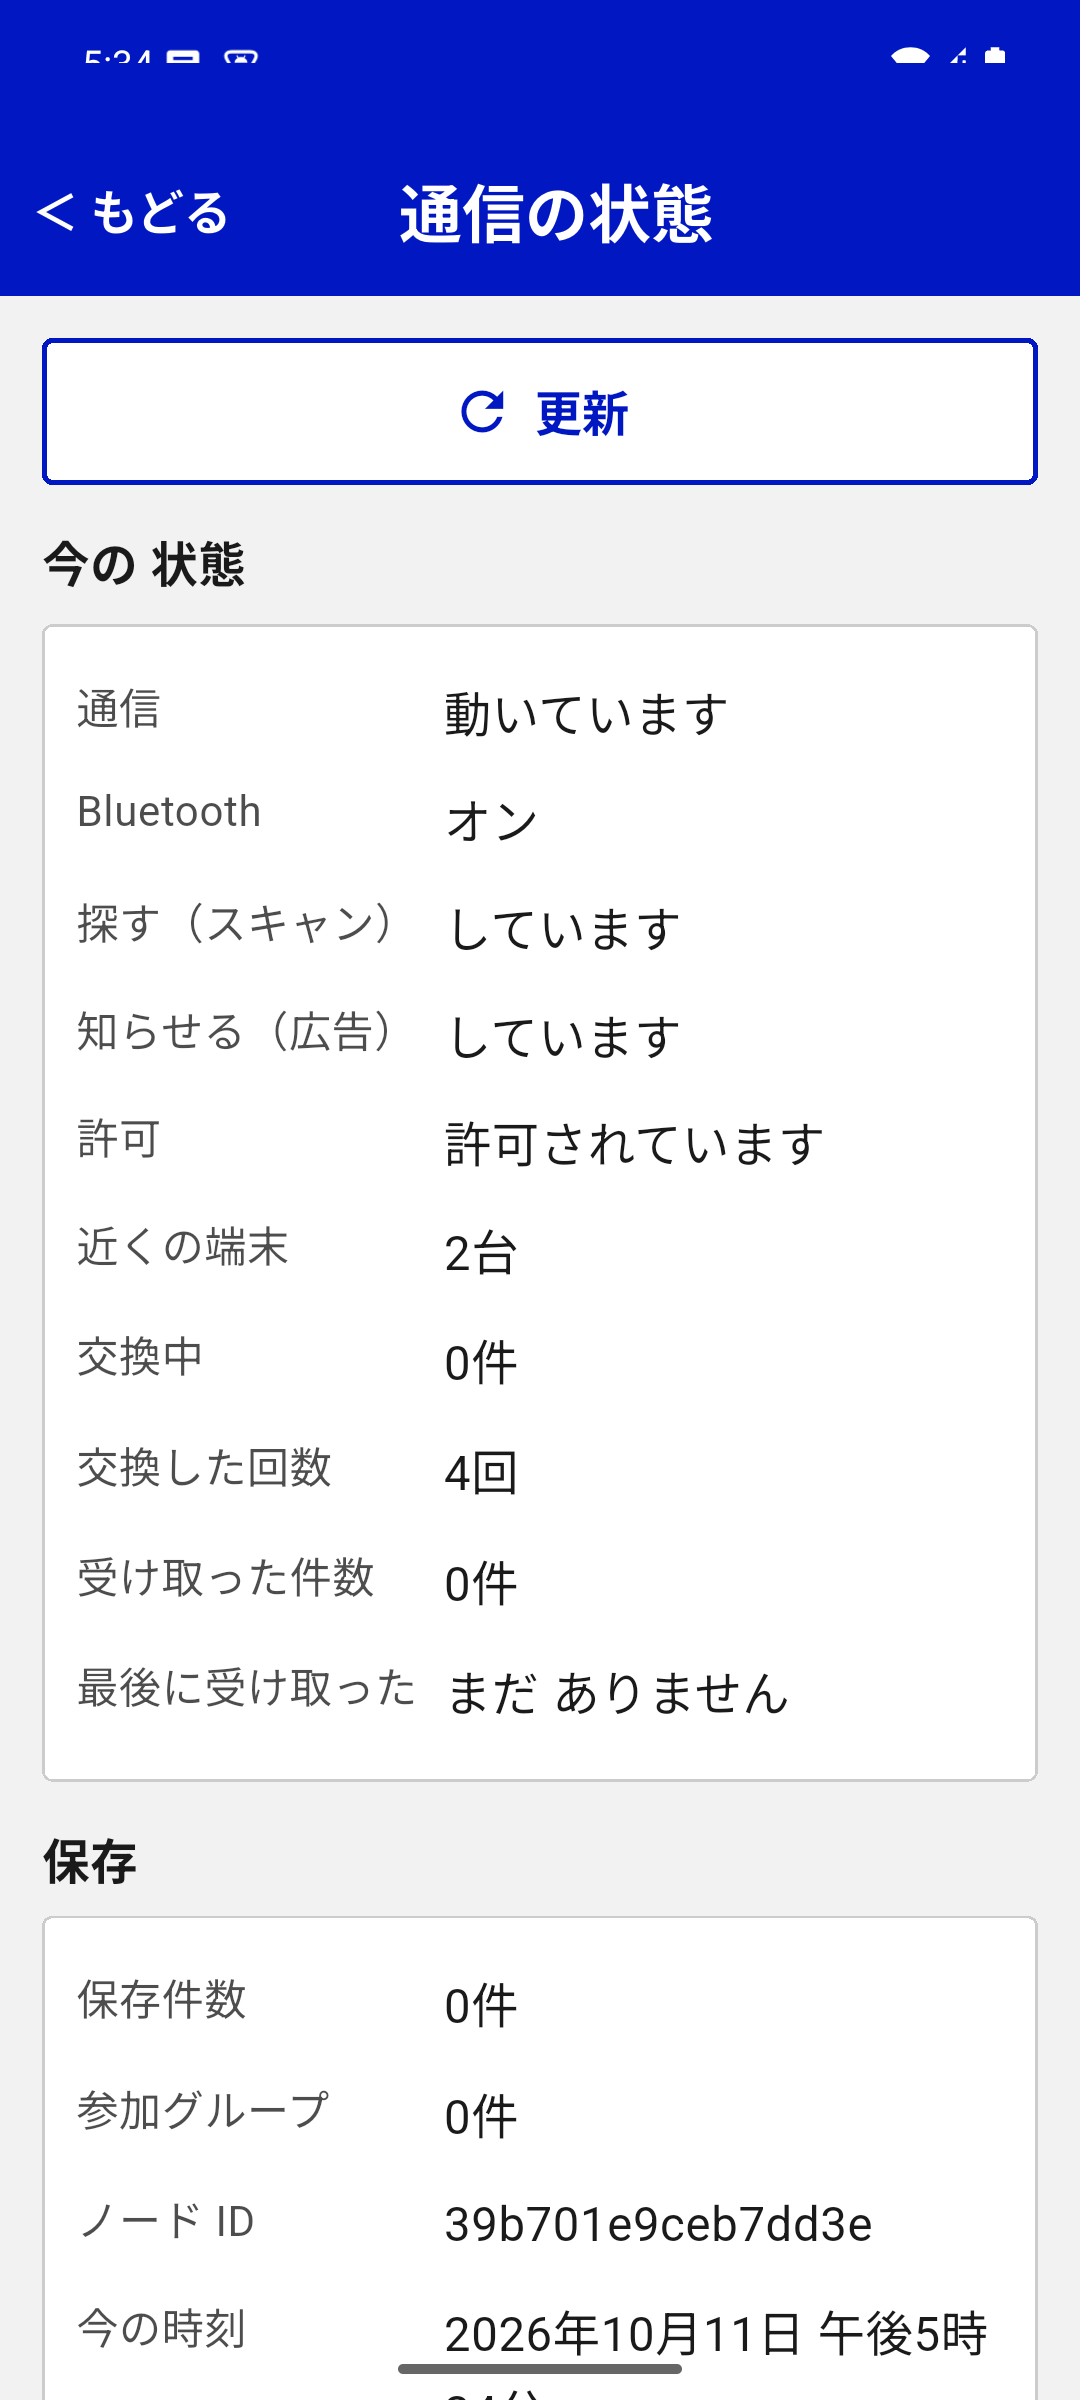 5:34
< もどる
通信の状態
更新
今の 状態
通信 動いています
Bluetooth オン
探す（スキャン） しています
知らせる（広告） しています
許可 許可されています
近くの端末 2台
交換中 0件
交換した回数 4回
受け取った件数 0件
最後に受け取った まだ ありません
保存
保存件数 0件
参加グループ 0件
ノード ID 39b701e9ceb7dd3e
今の時刻 2026年10月11日 午後5時